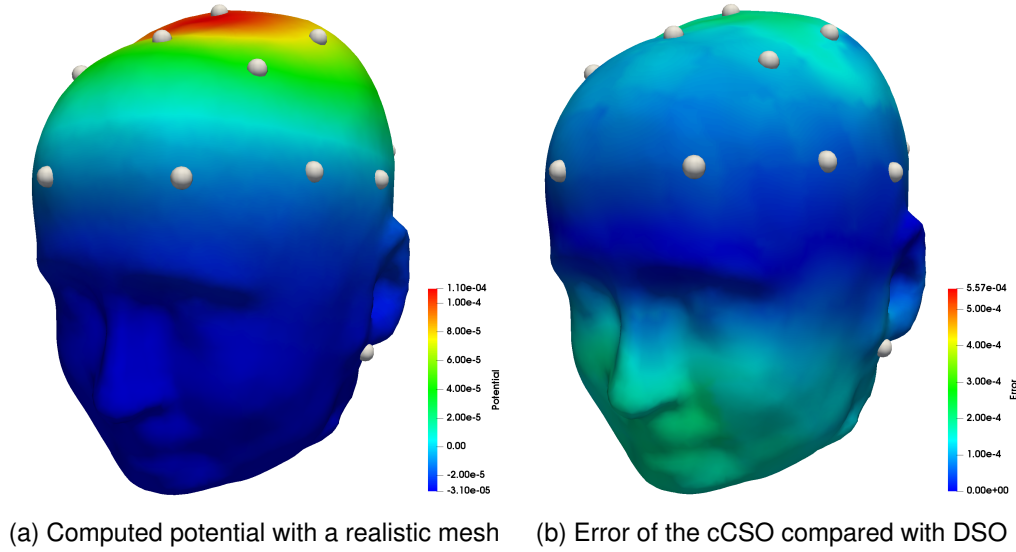 1.10e-04
1.00e-4
8.00e-5
6.00e-5
4.00e-5
2.00e-5
0.00
-2.00e-5
-3.10e-05
Potential
5.57e-04
5.00e-4
4.00e-4
3.00e-4
2.00e-4
1.00e-4
0.00e+00
Error
(a) Computed potential with a realistic mesh
(b) Error of the cCSO compared with DSO